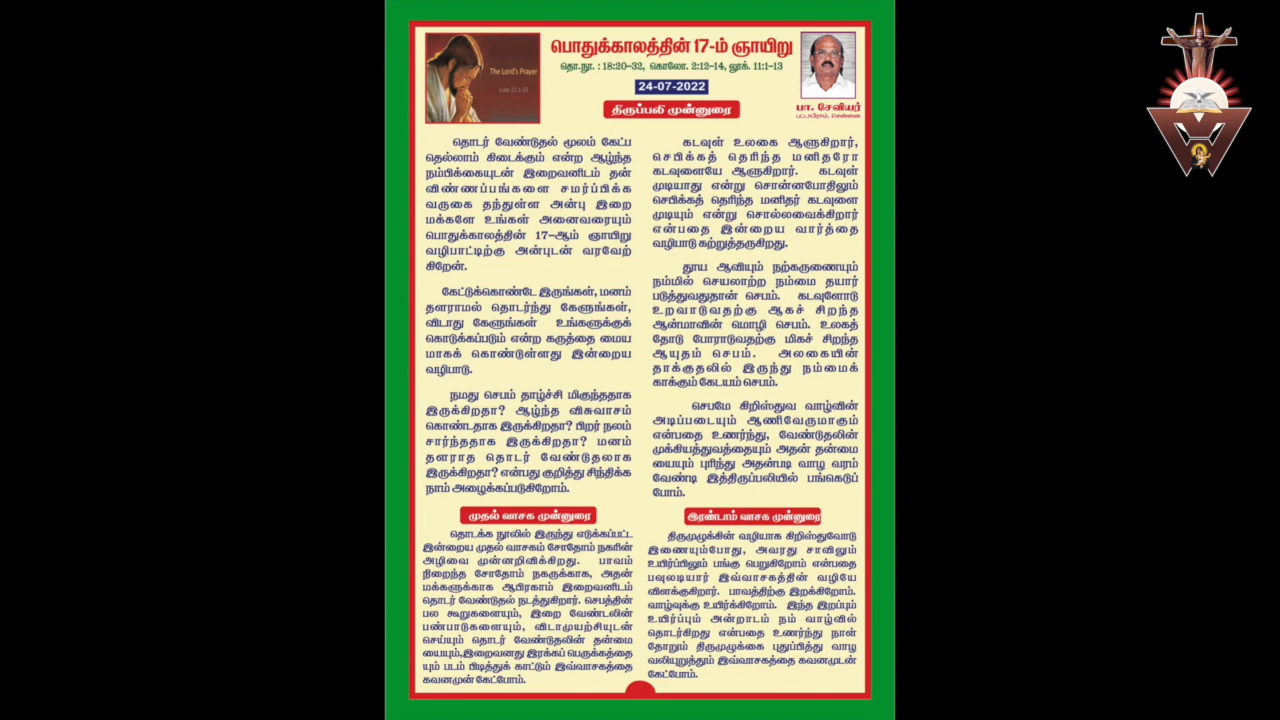 The Lord's Prayer
Luke 11:1-13
பொதுக்காலத்தின் 17-ம் ஞாயிறு
தொ.நூ. : 18:20-32, கொலோ. 2:12-14, லூக். 11:1-13
24-07-2022
திருப்பலி முன்னுரை
பா. சேவியர்
பட்டாபிராம், சென்னை
தொடர் வேண்டுதல் மூலம் கேட்ப
தெல்லாம் கிடைக்கும் என்ற ஆழ்ந்த
நம்பிக்கையுடன் இறைவனிடம் தன்
விண்ணப்பங்களை சமர்ப்பிக்க
வருகை தந்துள்ள அன்பு இறை
மக்களே உங்கள் அனைவரையும்
பொதுக்காலத்தின் 17-ஆம் ஞாயிறு
வழிபாட்டிற்கு அன்புடன் வரவேற்
கிறேன்.
கேட்டுக்கொண்டே இருங்கள், மனம்
தளராமல் தொடர்ந்து கேளுங்கள்,
விடாது கேளுங்கள் உங்களுக்குக்
கொடுக்கப்படும் என்ற கருத்தை மைய
மாகக் கொண்டுள்ளது இன்றைய
வழிபாடு.
நமது செபம் தாழ்ச்சி மிகுந்ததாக
இருக்கிறதா? ஆழ்ந்த விசுவாசம்
கொண்டதாக இருக்கிறதா? பிறர் நலம்
சார்ந்ததாக இருக்கிறதா? மனம்
தளராத தொடர் வேண்டுதலாக
இருக்கிறதா? என்பது குறித்து சிந்திக்க
நாம் அழைக்கப்படுகிறோம்.
முதல் வாசக முன்னுரை
தொடக்க நூலில் இருந்து எடுக்கப்பட்ட
இன்றைய முதல் வாசகம் சோதோம் நகரின்
அழிவை முன்னறிவிக்கிறது. பாவம்
நிறைந்த சோதோம் நகருக்காக, அதன்
மக்களுக்காக ஆபிரகாம் இறைவனிடம்
தொடர் வேண்டுதல் நடத்துகிறார். செபத்தின்
பல கூறுகளையும், இறை வேண்டலின்
பண்பாடுகளையும், விடாமுயற்சியுடன்
செய்யும் தொடர் வேண்டுதலின் தன்மை
யையும்,இறைவனது இரக்கப் பெருக்கத்தை
யும் படம் பிடித்துக் காட்டும் இவ்வாசகத்தை
கவனமுன் கேட்போம்.
கடவுள் உலகை ஆளுகிறார்,
செபிக்கத் தெரிந்த மனிதரோ
கடவுளையே ஆளுகிறார். கடவுள்
முடியாது என்று சொன்னபோதிலும்
செபிக்கத் தெரிந்த மனிதர் கடவுளை
முடியும் என்று சொல்லவைக்கிறார்
என்பதை இன்றைய வார்த்தை
வழிபாடு கற்றுத்தருகிறது.
தூய ஆவியும் நற்கருணையும்
நம்மில் செயலாற்ற நம்மை தயார்
படுத்துவதுதான் செபம். கடவுளோடு
உறவாடுவதற்கு ஆகச் சிறந்த
ஆன்மாவின் மொழி செபம். உலகத்
தோடு போராடுவதற்கு மிகச் சிறந்த
ஆயுதம் செபம். அலகையின்
தாக்குதலில் இருந்து நம்மைக்
காக்கும் கேடயம் செபம்.
செபமே கிறிஸ்துவ வாழ்வின்
அடிப்படையும் ஆணிவேருமாகும்
என்பதை உணர்ந்து, வேண்டுதலின்
முக்கியத்துவத்தையும் அதன் தன்மை
யையும் புரிந்து அதன்படி வாழ வரம்
வேண்டி இத்திருப்பலியில் பங்கெடுப்
போம்.
இரண்டாம் வாசக முன்னுரை
திருமுழுக்கின் வழியாக கிறிஸ்துவோடு
இணையும்போது, அவரது சாவிலும்
உயிர்ப்பிலும் பங்கு பெறுகிறோம் என்பதை
பவுலடியார் இவ்வாசகத்தின் வழியே
விளக்குகிறார். பாவத்திற்கு இறக்கிறோம்.
வாழ்வுக்கு உயிர்க்கிறோம். இந்த இறப்பும்
உயிர்ப்பும் அன்றாடம் நம் வாழ்வில்
தொடர்கிறது என்பதை உணர்ந்து நாள்
தோறும் திருமுழுக்கை புதுப்பித்து வாழ
வலியுறுத்தும் இவ்வாசகத்தை கவனமுடன்
கேட்போம்.